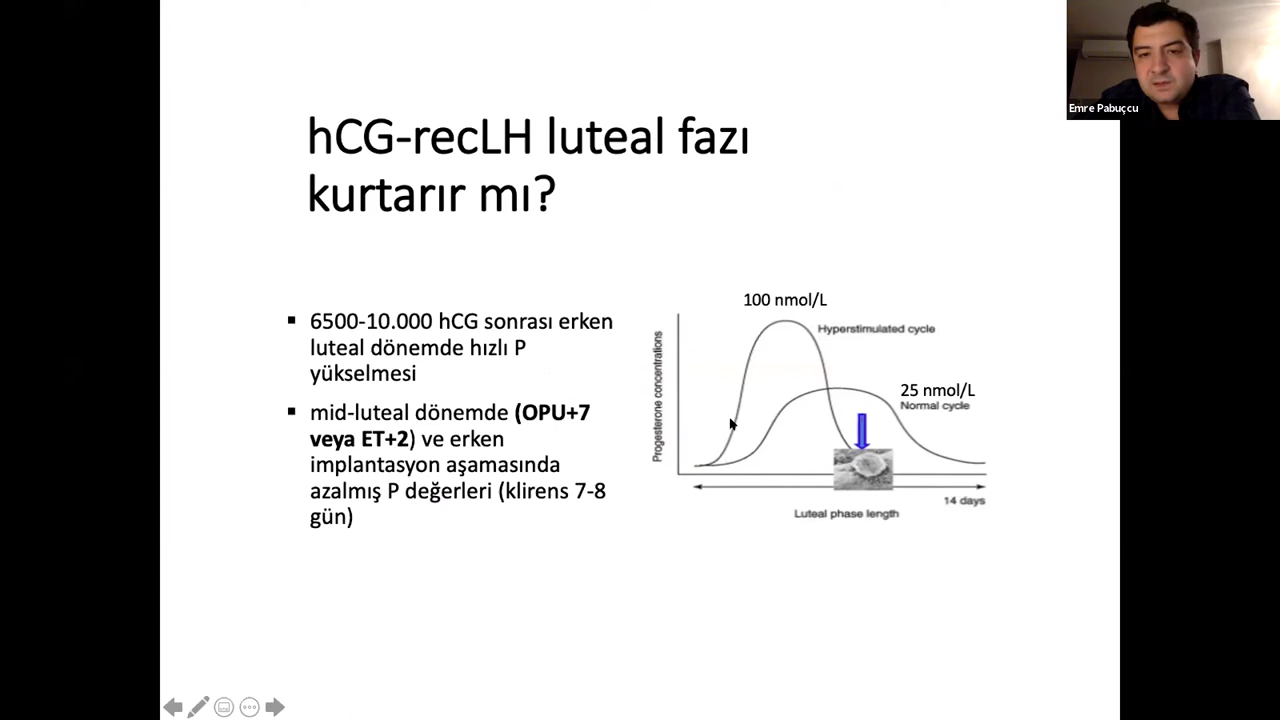 Emre Pabuçcu
hCG-recLH luteal fazı
kurtarır mı?
▪ 6500-10.000 hCG sonrası erken
luteal dönemde hızlı P
yükselmesi
▪ mid-luteal dönemde (OPU+7
veya ET+2) ve erken
implantasyon aşamasında
azalmış P değerleri (klirens 7-8
gün)
100 nmol/L
Hyperstimulated cycle
25 nmol/L
Normal cycle
Progesterone concentrations
14 days
Luteal phase length